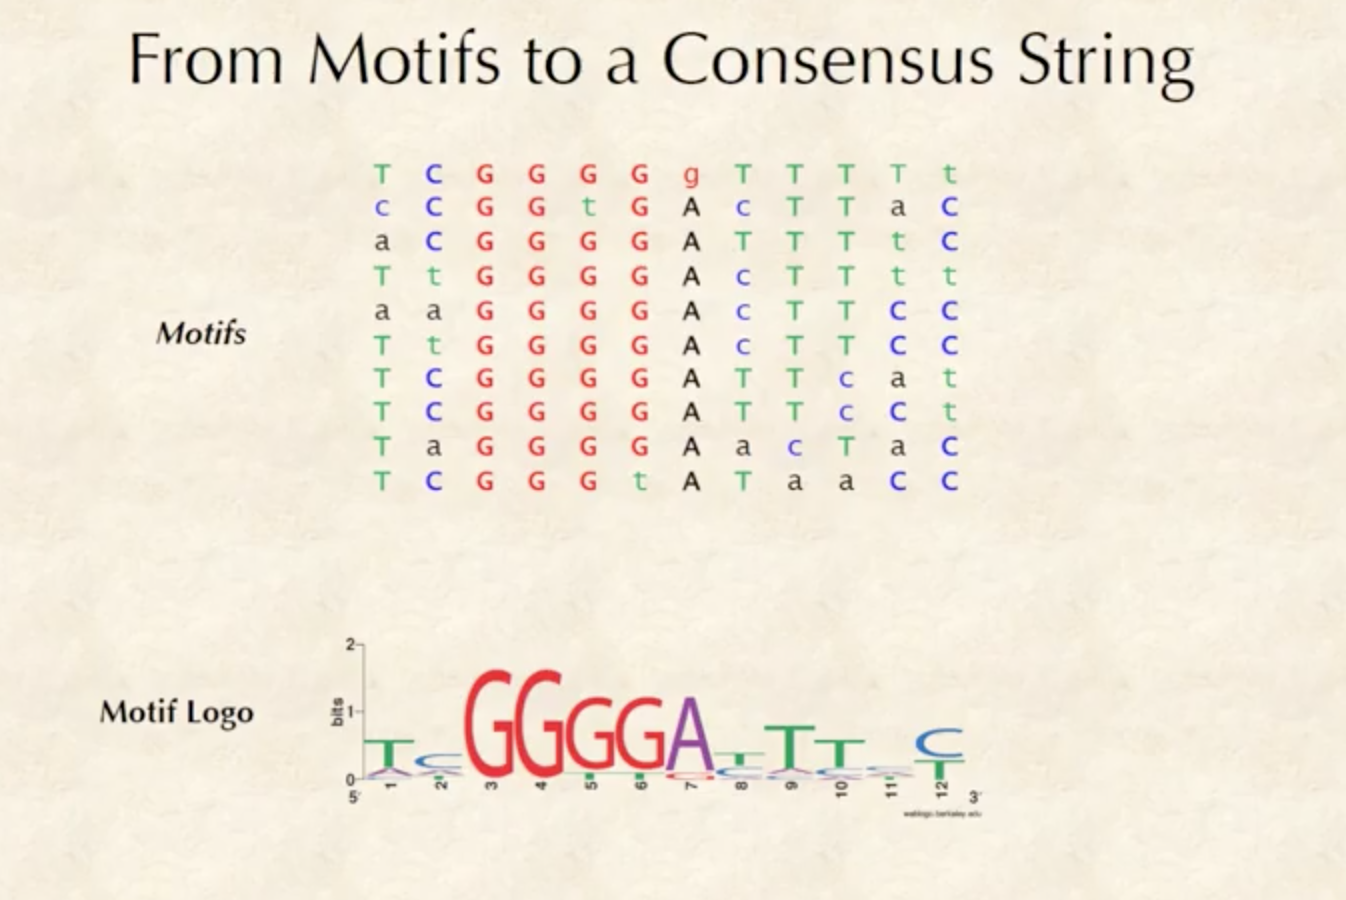 From Motifs to a Consensus String
T C G G G G g T T T T t
c C G G t G A c T T a C
a C G G G G A T T T t C
T t G G G G A c T T t t
a a G G G G A c T T C C
Motifs
T t G G G G A c T T C C
T C G G G G A T T c a t
T C G G G G A T T c C t
T a G G G G A a c T a C
T C G G G t A T a a C C
2
Motif Logo
bits
1
0
T C G G G G A T T T C C
5' 1 2 3 4 5 6 7 8 9 10 11 12 3'
weblogo.berkeley.edu